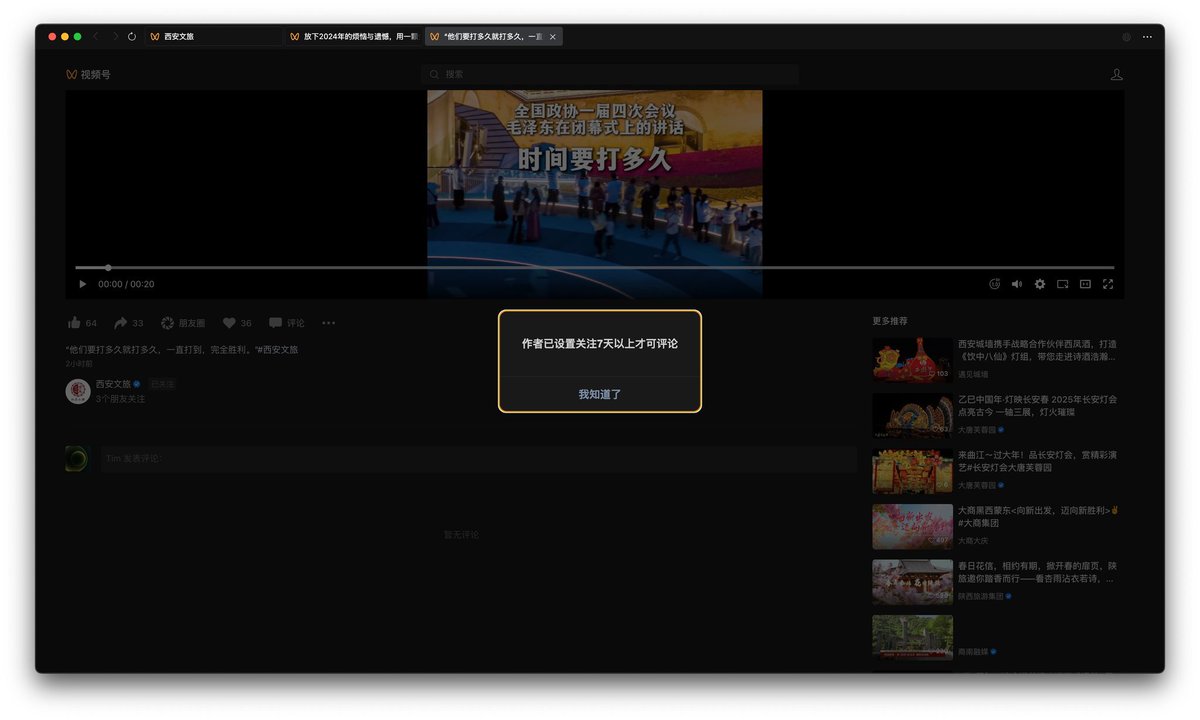 西安文旅
放下2024年的烦恼与遗憾，用一
“他们要打多久就打多久，一直
视频号
搜索
全国政协一届四次会议
毛泽东在闭幕式上的讲话
时间要打多久
00:00 / 00:20
64
33
朋友圈
36
评论
“他们要打多久就打多久，一直打到，完全胜利。”#西安文旅
2小时前
西安文旅
已关注
3个朋友关注
Tim 发表评论：
暂无评论
作者已设置关注7天以上才可评论
我知道了
更多推荐
西安城墙携手战略合作伙伴西凤酒，打造
《饮中八仙》灯组，带您走进诗酒浩瀚...
遇见城墙
103
乙巳中国年·灯映长安春 2025年长安灯会
点亮古今 一轴三展，灯火璀璨
大唐芙蓉园
63
来曲江～过大年！品长安灯会，赏精彩演
艺#长安灯会大唐芙蓉园
大唐芙蓉园
6
大商黑西蒙东<向新出发，迈向新胜利>✌
#大商集团
大商大庆
497
春日花信，相约有期，掀开春的扉页，陕
旅邀你踏香而行——看杏雨沾衣若诗，...
陕西旅游集团
商南融媒